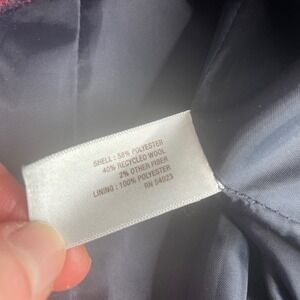 SHELL : 58% POLYESTER
40% RECYCLED WOOL
2% OTHER FIBER
LINING : 100% POLYESTER
RN 54023